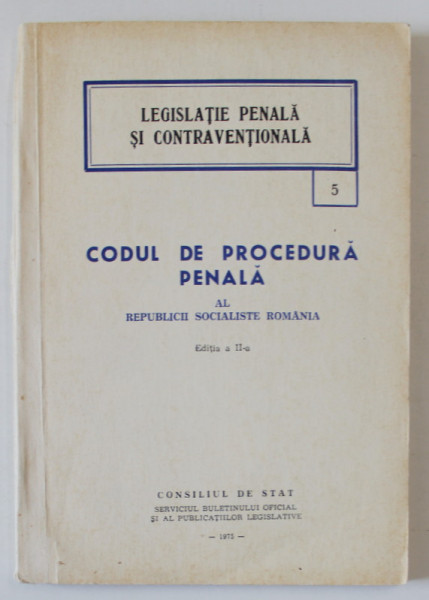 LEGISLAȚIE PENALĂ
ȘI CONTRAVENȚIONALĂ
5
CODUL DE PROCEDURĂ
PENALĂ
AL
REPUBLICII SOCIALISTE ROMÂNIA
Ediția a II-a
CONSILIUL DE STAT
SERVICIUL BULETINULUI OFICIAL
ȘI AL PUBLICAȚIILOR LEGISLATIVE
— 1975 —